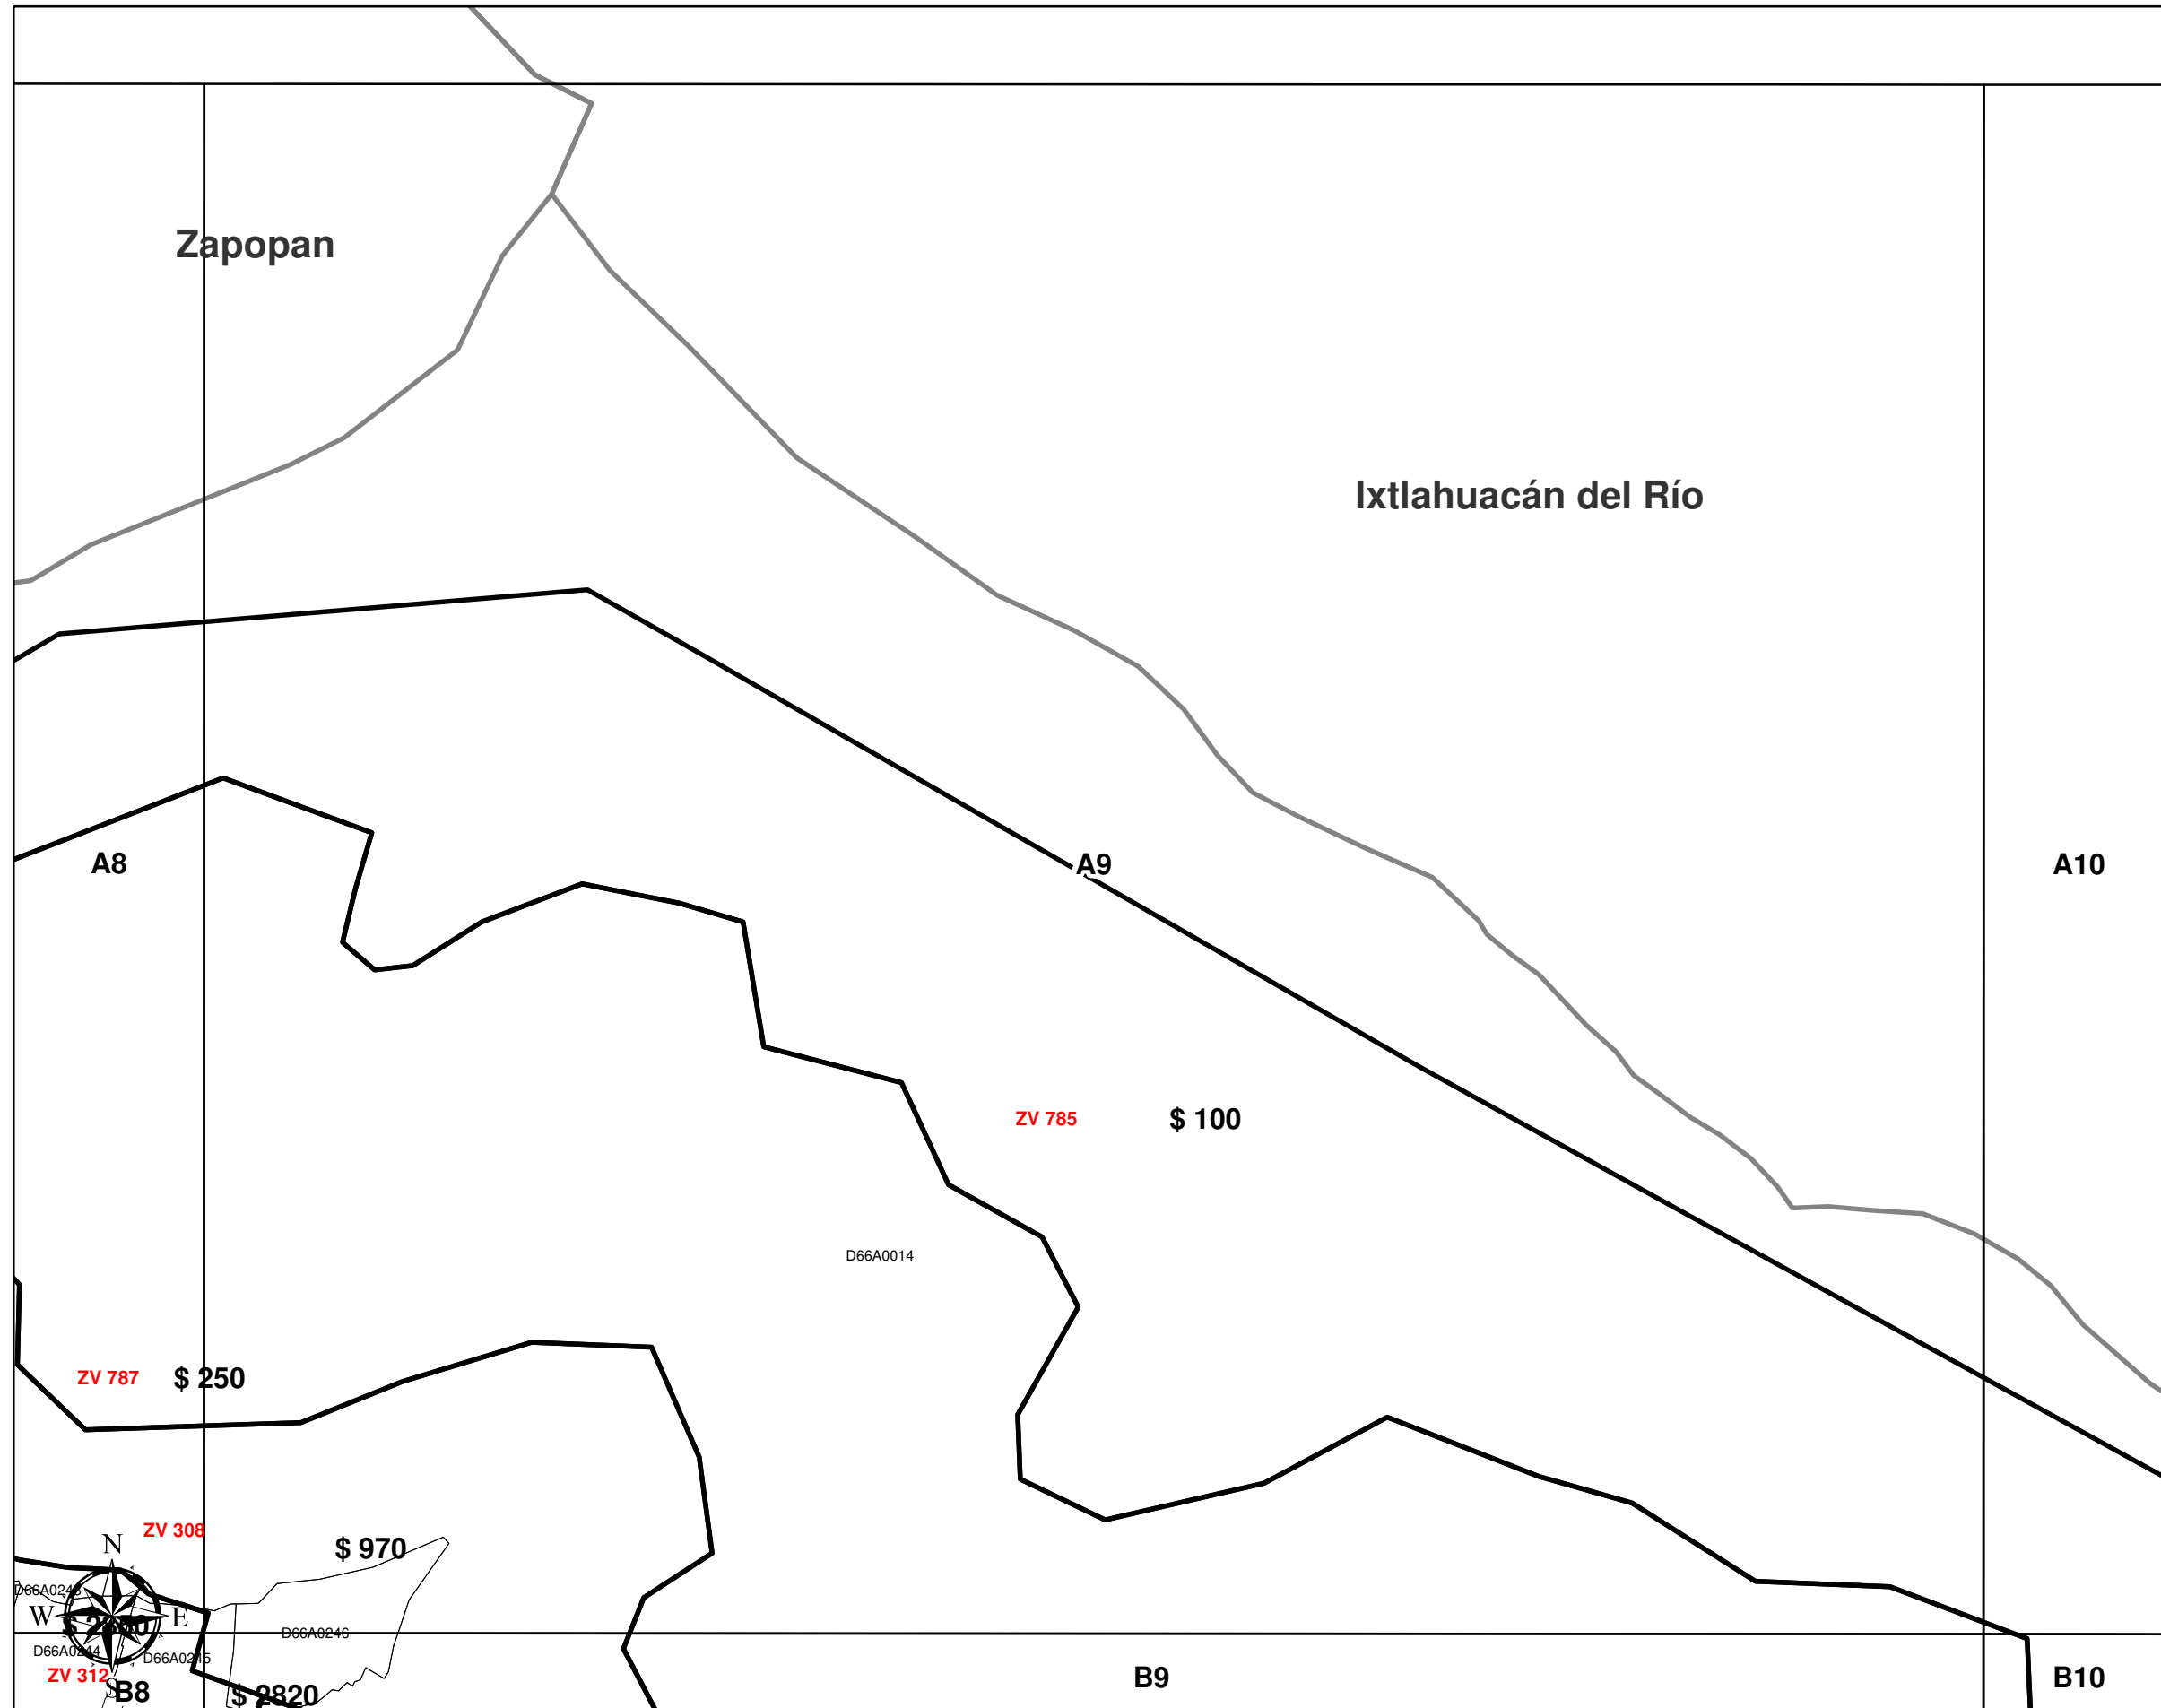 Zapopan
Ixtlahuacán del Río
A8
A9
A10
ZV 785 $ 100
D66A0014
ZV 787 $ 250
ZV 308
$ 970
N
W
E
D66A0246
D66A0244
D66A0245
ZV 312
S
B8
$ 2820
B9
B10